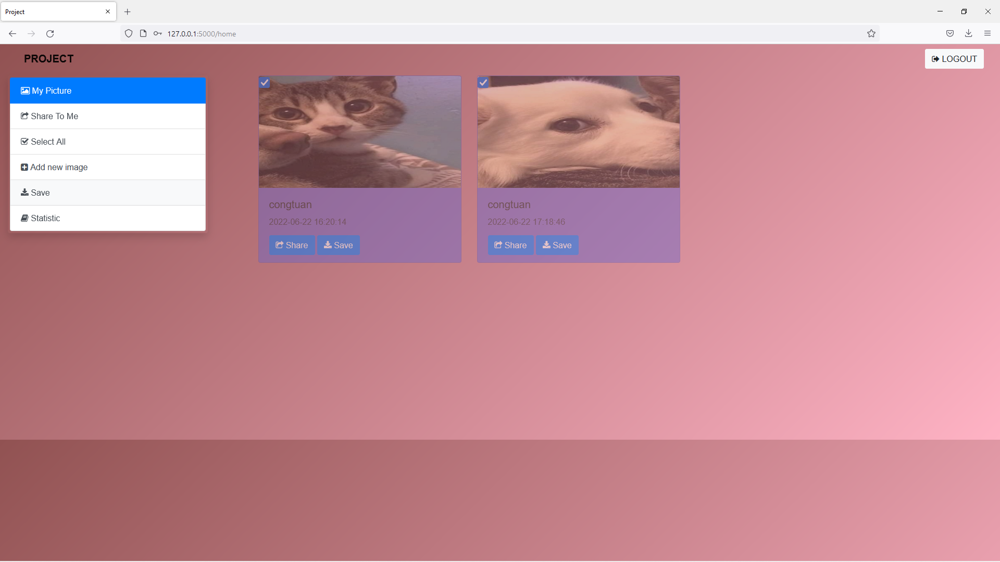 Project
127.0.0.1:5000/home
PROJECT
LOGOUT
My Picture
Share To Me
Select All
Add new image
Save
Statistic
congtuan
2022-06-22 16:20:14
Share Save
congtuan
2022-06-22 17:18:46
Share Save